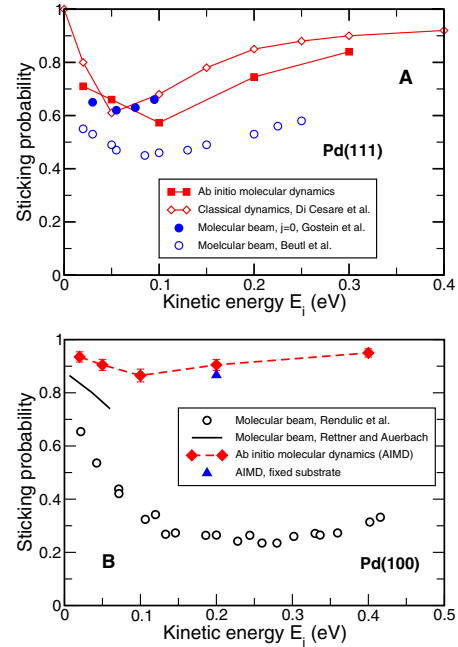 1
0.8
0.6
0.4
0.2
0
Sticking probability
A
Pd(111)
Ab initio molecular dynamics
Classical dynamics, Di Cesare et al.
Molecular beam, j=0, Gostein et al.
Moelcular beam, Beutl et al.
0 0.1 0.2 0.3 0.4
Kinetic energy E_i (eV)
1
0.8
0.6
0.4
0.2
0
Sticking probability
Molecular beam, Rendulic et al.
Molecular beam, Rettner and Auerbach
Ab initio molecular dynamics (AIMD)
AIMD, fixed substrate
B
Pd(100)
0 0.1 0.2 0.3 0.4 0.5
Kinetic energy E_i (eV)